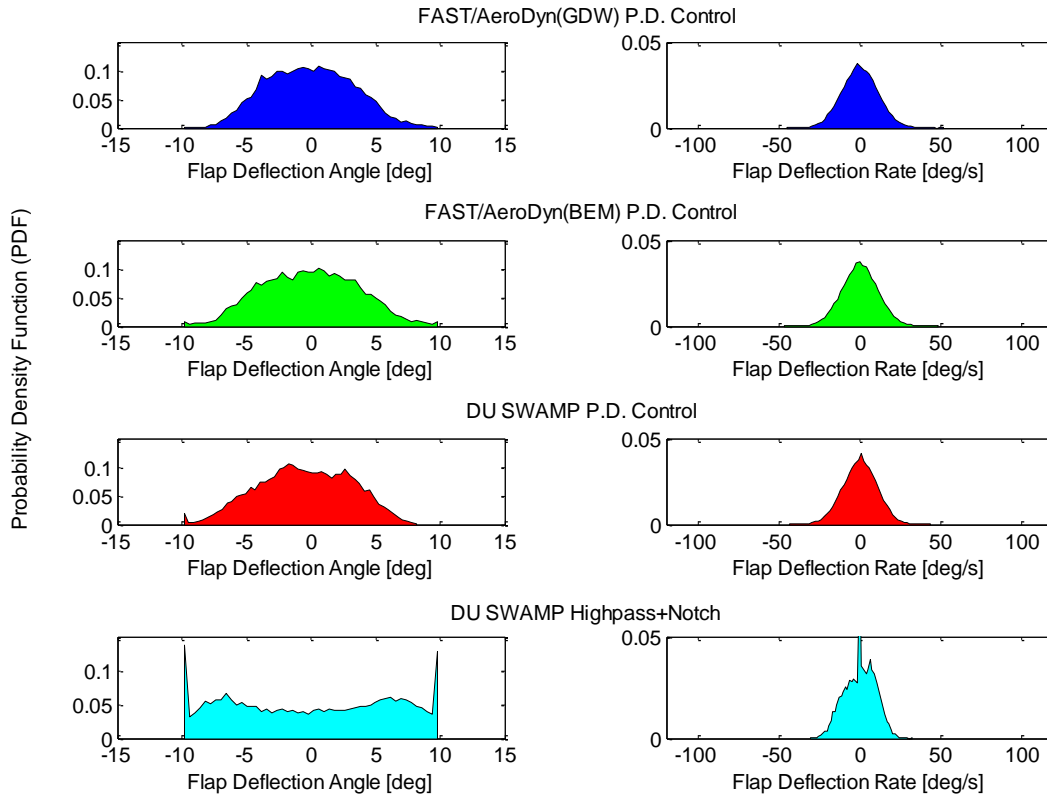 FAST/AeroDyn(GDW) P.D. Control
0.1
0.05
0
-15 -10 -5 0 5 10 15
Flap Deflection Angle [deg]
0.05
0
-100 -50 0 50 100
Flap Deflection Rate [deg/s]
FAST/AeroDyn(BEM) P.D. Control
0.1
0.05
0
-15 -10 -5 0 5 10 15
Flap Deflection Angle [deg]
0.05
0
-100 -50 0 50 100
Flap Deflection Rate [deg/s]
Probability Density Function (PDF)
DU SWAMP P.D. Control
0.1
0.05
0
-15 -10 -5 0 5 10 15
Flap Deflection Angle [deg]
0.05
0
-100 -50 0 50 100
Flap Deflection Rate [deg/s]
DU SWAMP Highpass+Notch
0.1
0.05
0
-15 -10 -5 0 5 10 15
Flap Deflection Angle [deg]
0.05
0
-100 -50 0 50 100
Flap Deflection Rate [deg/s]